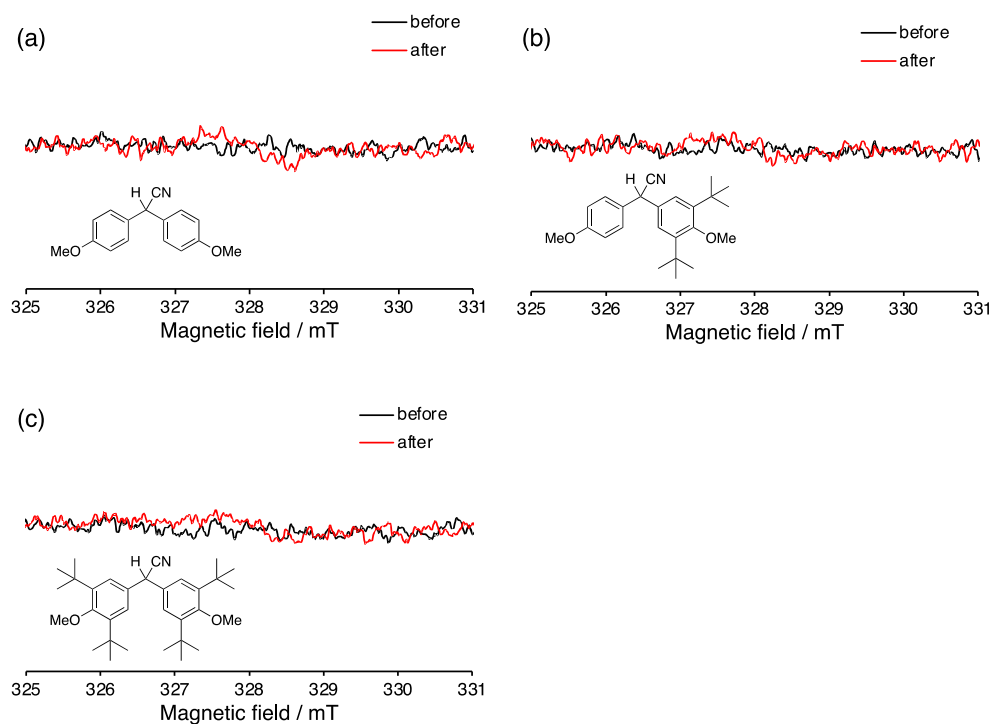 (a)
before
after
H CN
MeO
OMe
325 326 327 328 329 330 331
Magnetic field / mT
(b)
before
after
H CN
MeO
OMe
325 326 327 328 329 330 331
Magnetic field / mT
(c)
before
after
H CN
MeO
OMe
325 326 327 328 329 330 331
Magnetic field / mT